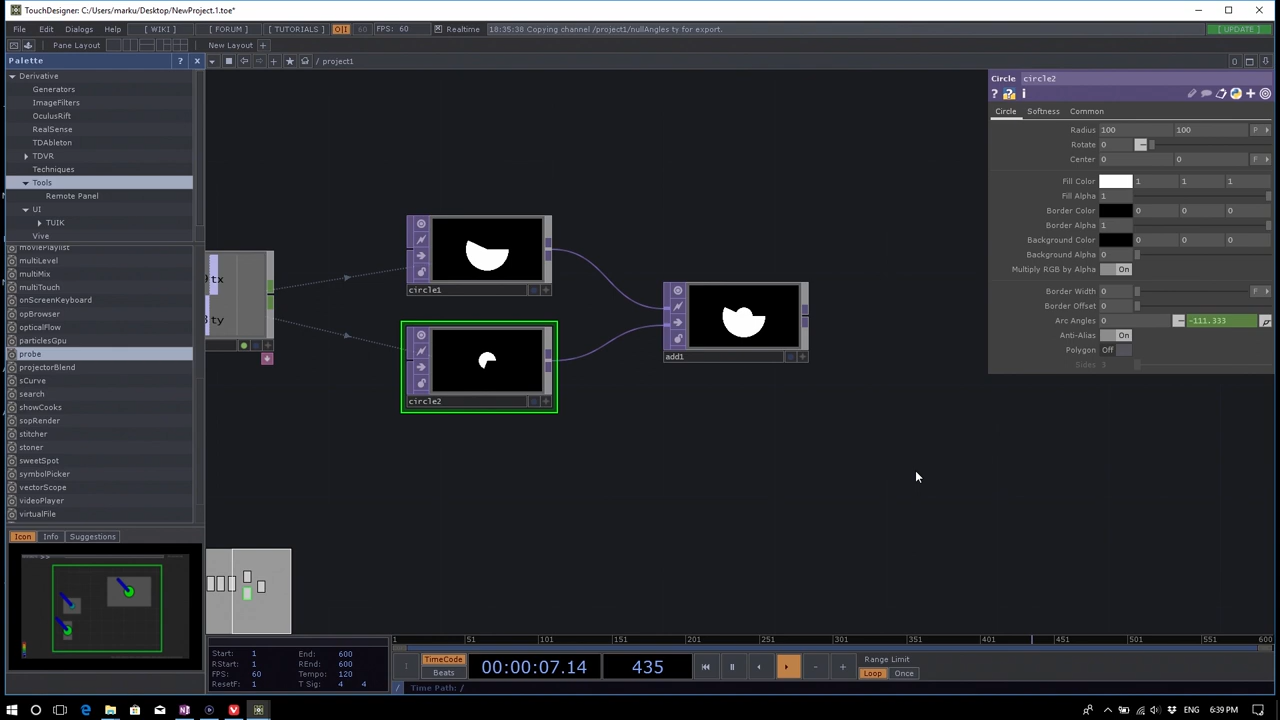 TouchDesigner: C:/Users/marku/Desktop/NewProject.1.toe*
File Edit Dialogs Help [ WIKI ] [ FORUM ] [ TUTORIALS ] O|I 60 FPS: 60 Realtime 18:35:38 Copying channel /project1/nullAngles ty for export. [ UPDATE ]
Pane Layout New Layout +
Palette ? x
/ project1
0
Derivative
Generators
ImageFilters
OculusRift
RealSense
TDAbleton
TDVR
Techniques
Tools
Remote Panel
UI
TUIK
Vive
moviePlaylist
multiLevel
multiMix
multiTouch
onScreenKeyboard
opBrowser
opticalFlow
particlesGpu
probe
projectorBlend
sCurve
search
showCooks
sopRender
stitcher
stoner
sweetSpot
symbolPicker
vectorScope
videoPlayer
virtualFile
Icon Info Suggestions
tx
ty
circle1
circle2
add1
Circle circle2
? ? i
Circle Softness Common
Radius 100 100 P
Rotate 0
Center 0 0 F
Fill Color 1 1 1
Fill Alpha 1
Border Color 0 0 0
Border Alpha 1
Background Color 0 0 0
Background Alpha 0
Multiply RGB by Alpha On
Border Width 0 P
Border Offset 0
Arc Angles 0 -111.333
Anti-Alias On
Polygon Off
Sides 3
1 51 101 151 201 251 301 351 401 451 501 551 600
Start: 1 End: 600
RStart: 1 REnd: 600
FPS: 60 Tempo: 120
ResetF: 1 T Sig: 4 4
TimeCode
Beats
00:00:07.14 435
Range Limit
Loop Once
/ Time Path: /
ENG 6:39 PM